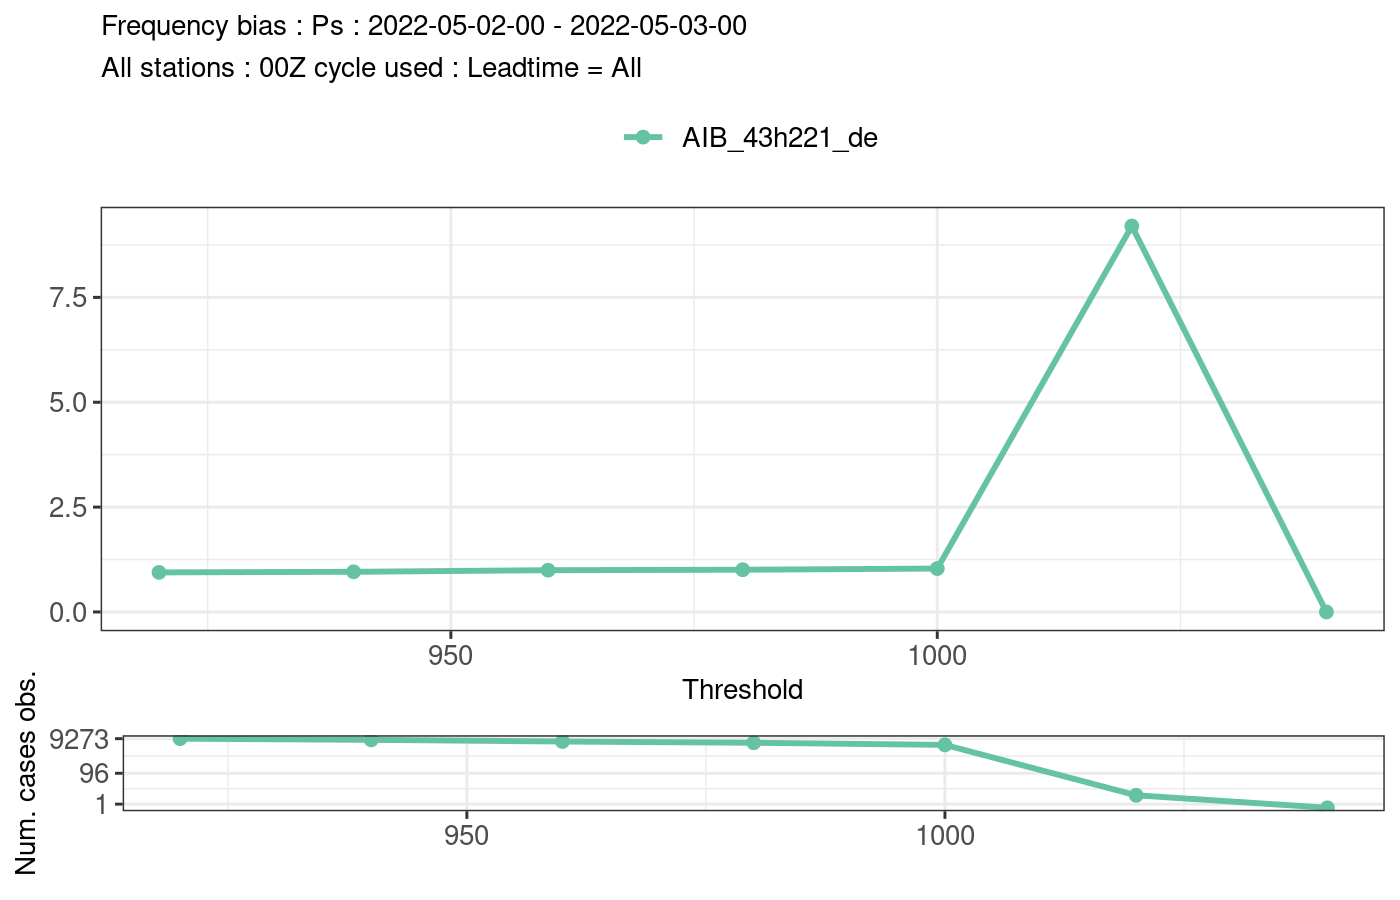 Frequency bias : Ps : 2022-05-02-00 - 2022-05-03-00
All stations : 00Z cycle used : Leadtime = All
AIB_43h221_de
7.5
5.0
2.5
0.0
950 1000
Threshold
Num. cases obs.
9273
96
1
950 1000